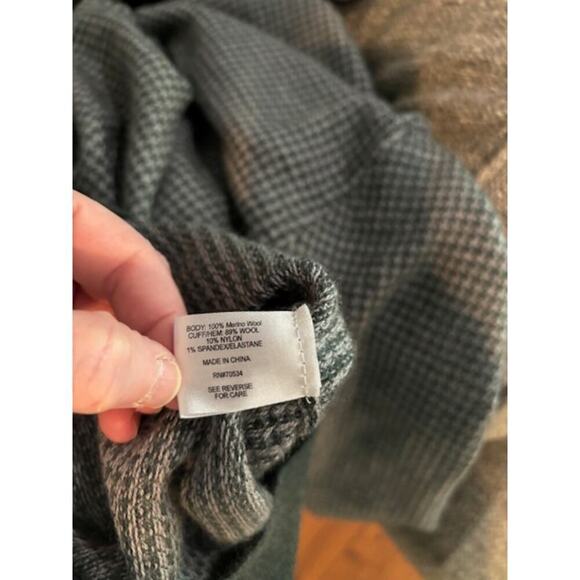 BODY: 100% Merino Wool
CUFF/HEM: 89% WOOL
10% NYLON
1% SPANDEX/ELASTANE
MADE IN CHINA
RN#70534
SEE REVERSE
FOR CARE